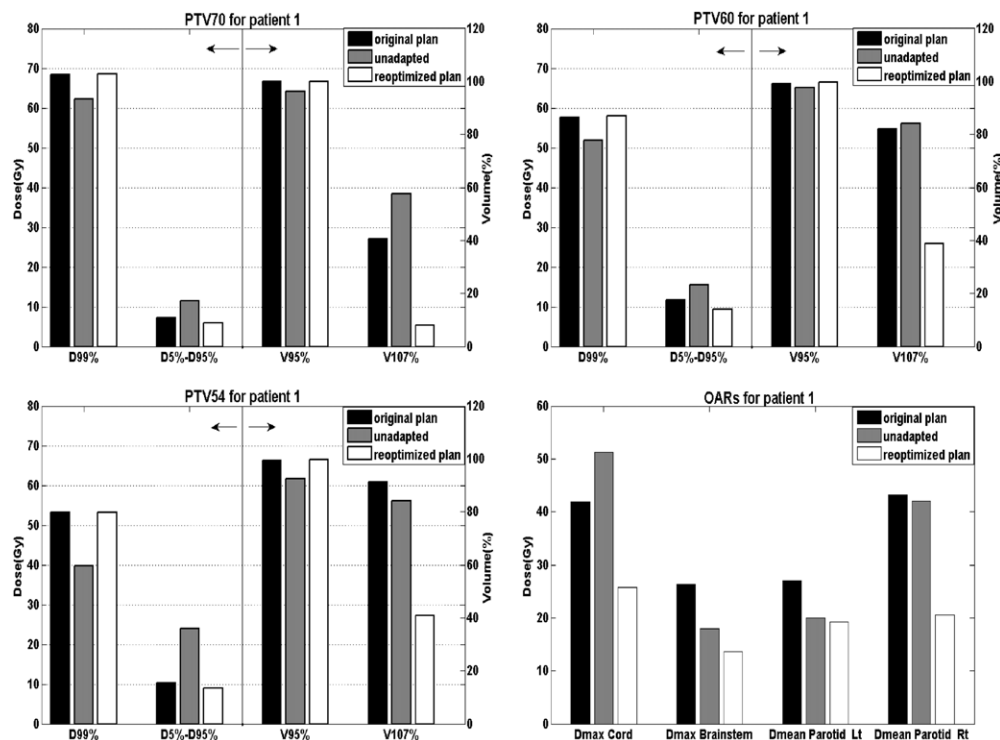 PTV70 for patient 1
original plan
unadapted
reoptimized plan
Dose(Gy)
Volume(%)
80
70
60
50
40
30
20
10
0
120
100
80
60
40
20
0
D99% D5%-D95% V95% V107%
PTV60 for patient 1
original plan
unadapted
reoptimized plan
Dose(Gy)
Volume(%)
80
70
60
50
40
30
20
10
0
120
100
80
60
40
20
0
D99% D5%-D95% V95% V107%
PTV54 for patient 1
original plan
unadapted
reoptimized plan
Dose(Gy)
Volume(%)
80
70
60
50
40
30
20
10
0
120
100
80
60
40
20
0
D99% D5%-D95% V95% V107%
OARs for patient 1
original plan
unadapted
reoptimized plan
Dose(Gy)
60
50
40
30
20
10
0
Dmax Cord Dmax Brainstem Dmean Parotid Lt Dmean Parotid Rt